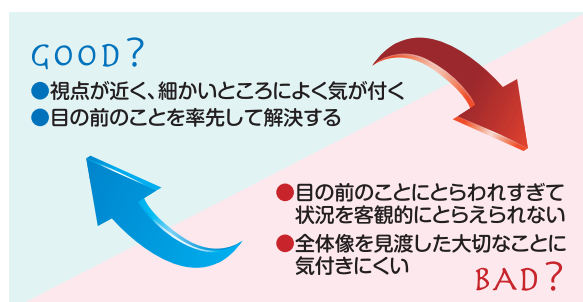 GOOD?
●視点が近く、細かいところによく気が付く
●目の前のことを率先して解決する
●目の前のことにとらわれすぎて
状況を客観的にとらえられない
●全体像を見渡した大切なことに
気付きにくい
BAD?